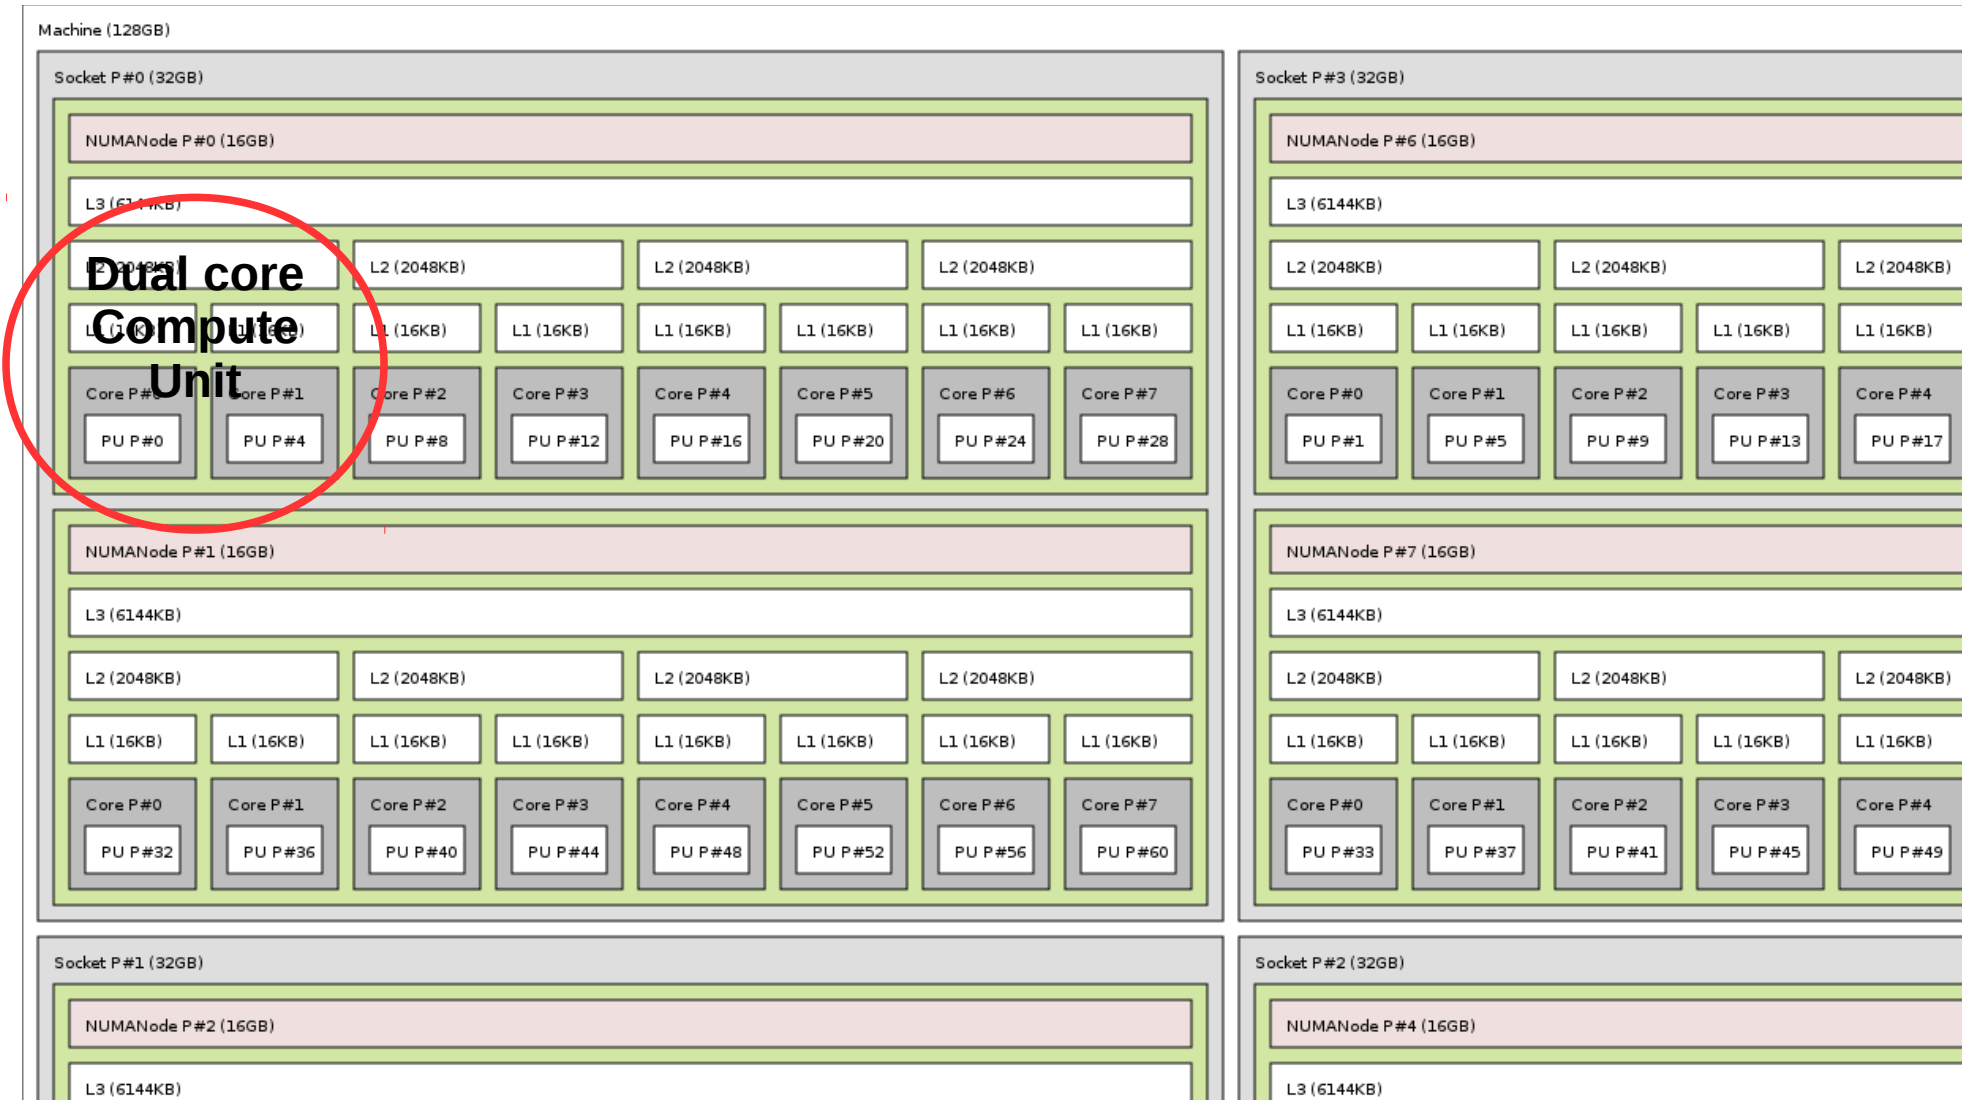 Machine (128GB)
Socket P#0 (32GB)
NUMANode P#0 (16GB)
L3 (6144KB)
L2 (2048KB) L2 (2048KB) L2 (2048KB) L2 (2048KB)
L1 (16KB) L1 (16KB) L1 (16KB) L1 (16KB) L1 (16KB) L1 (16KB) L1 (16KB) L1 (16KB)
Core P#0 Core P#1 Core P#2 Core P#3 Core P#4 Core P#5 Core P#6 Core P#7
PU P#0 PU P#4 PU P#8 PU P#12 PU P#16 PU P#20 PU P#24 PU P#28
Dual core
Compute
Unit
NUMANode P#1 (16GB)
L3 (6144KB)
L2 (2048KB) L2 (2048KB) L2 (2048KB) L2 (2048KB)
L1 (16KB) L1 (16KB) L1 (16KB) L1 (16KB) L1 (16KB) L1 (16KB) L1 (16KB) L1 (16KB)
Core P#0 Core P#1 Core P#2 Core P#3 Core P#4 Core P#5 Core P#6 Core P#7
PU P#32 PU P#36 PU P#40 PU P#44 PU P#48 PU P#52 PU P#56 PU P#60
Socket P#3 (32GB)
NUMANode P#6 (16GB)
L3 (6144KB)
L2 (2048KB) L2 (2048KB) L2 (2048KB)
L1 (16KB) L1 (16KB) L1 (16KB) L1 (16KB) L1 (16KB)
Core P#0 Core P#1 Core P#2 Core P#3 Core P#4
PU P#1 PU P#5 PU P#9 PU P#13 PU P#17
NUMANode P#7 (16GB)
L3 (6144KB)
L2 (2048KB) L2 (2048KB) L2 (2048KB)
L1 (16KB) L1 (16KB) L1 (16KB) L1 (16KB) L1 (16KB)
Core P#0 Core P#1 Core P#2 Core P#3 Core P#4
PU P#33 PU P#37 PU P#41 PU P#45 PU P#49
Socket P#1 (32GB)
NUMANode P#2 (16GB)
L3 (6144KB)
Socket P#2 (32GB)
NUMANode P#4 (16GB)
L3 (6144KB)